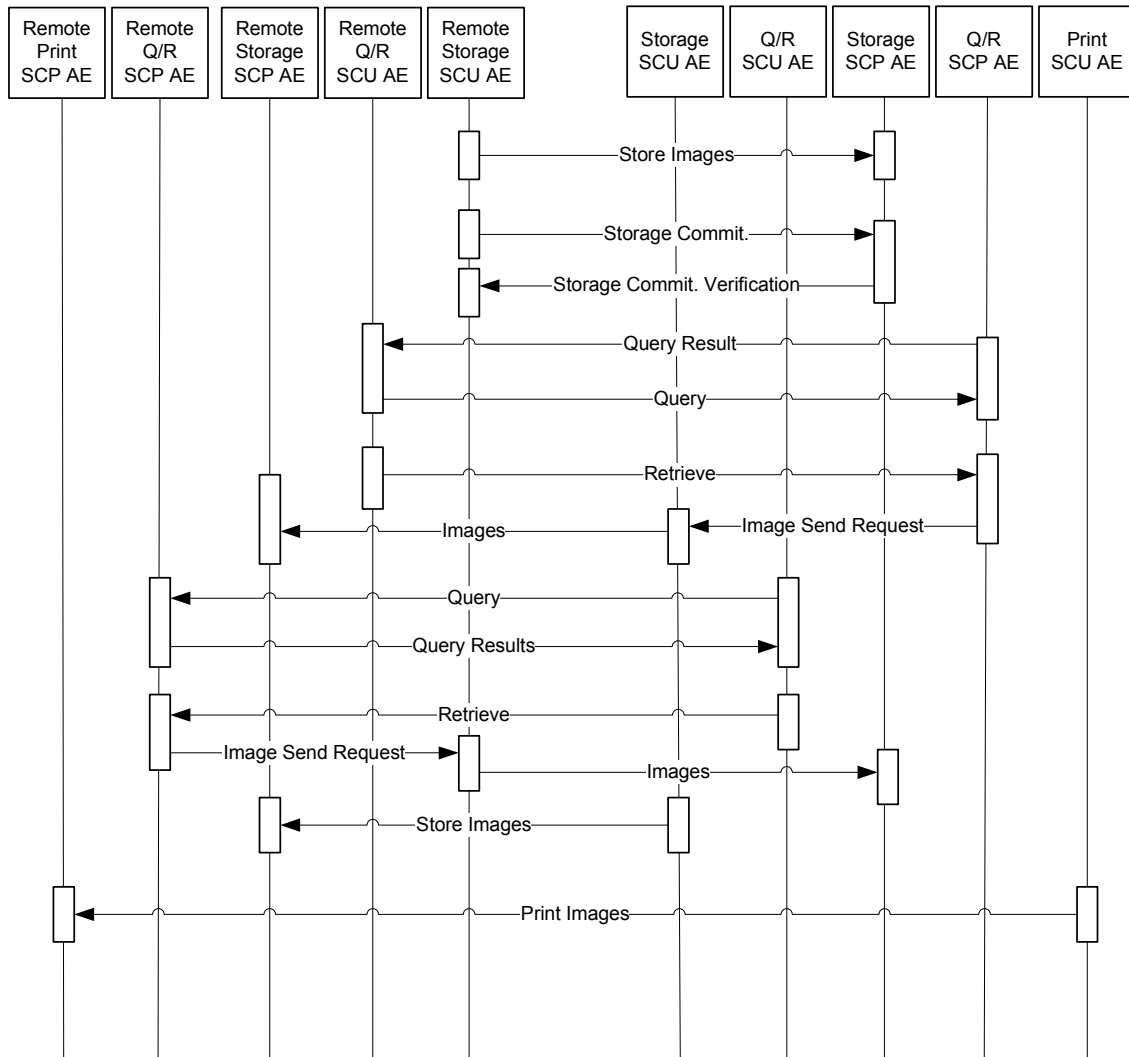 Remote
Print
SCP AE
Remote
Q/R
SCP AE
Remote
Storage
SCP AE
Remote
Q/R
SCU AE
Remote
Storage
SCU AE
Storage
SCU AE
Q/R
SCU AE
Storage
SCP AE
Q/R
SCP AE
Print
SCU AE
Store Images
Storage Commit.
Storage Commit. Verification
Query Result
Query
Retrieve
Image Send Request
Images
Query
Query Results
Retrieve
Image Send Request
Images
Store Images
Print Images